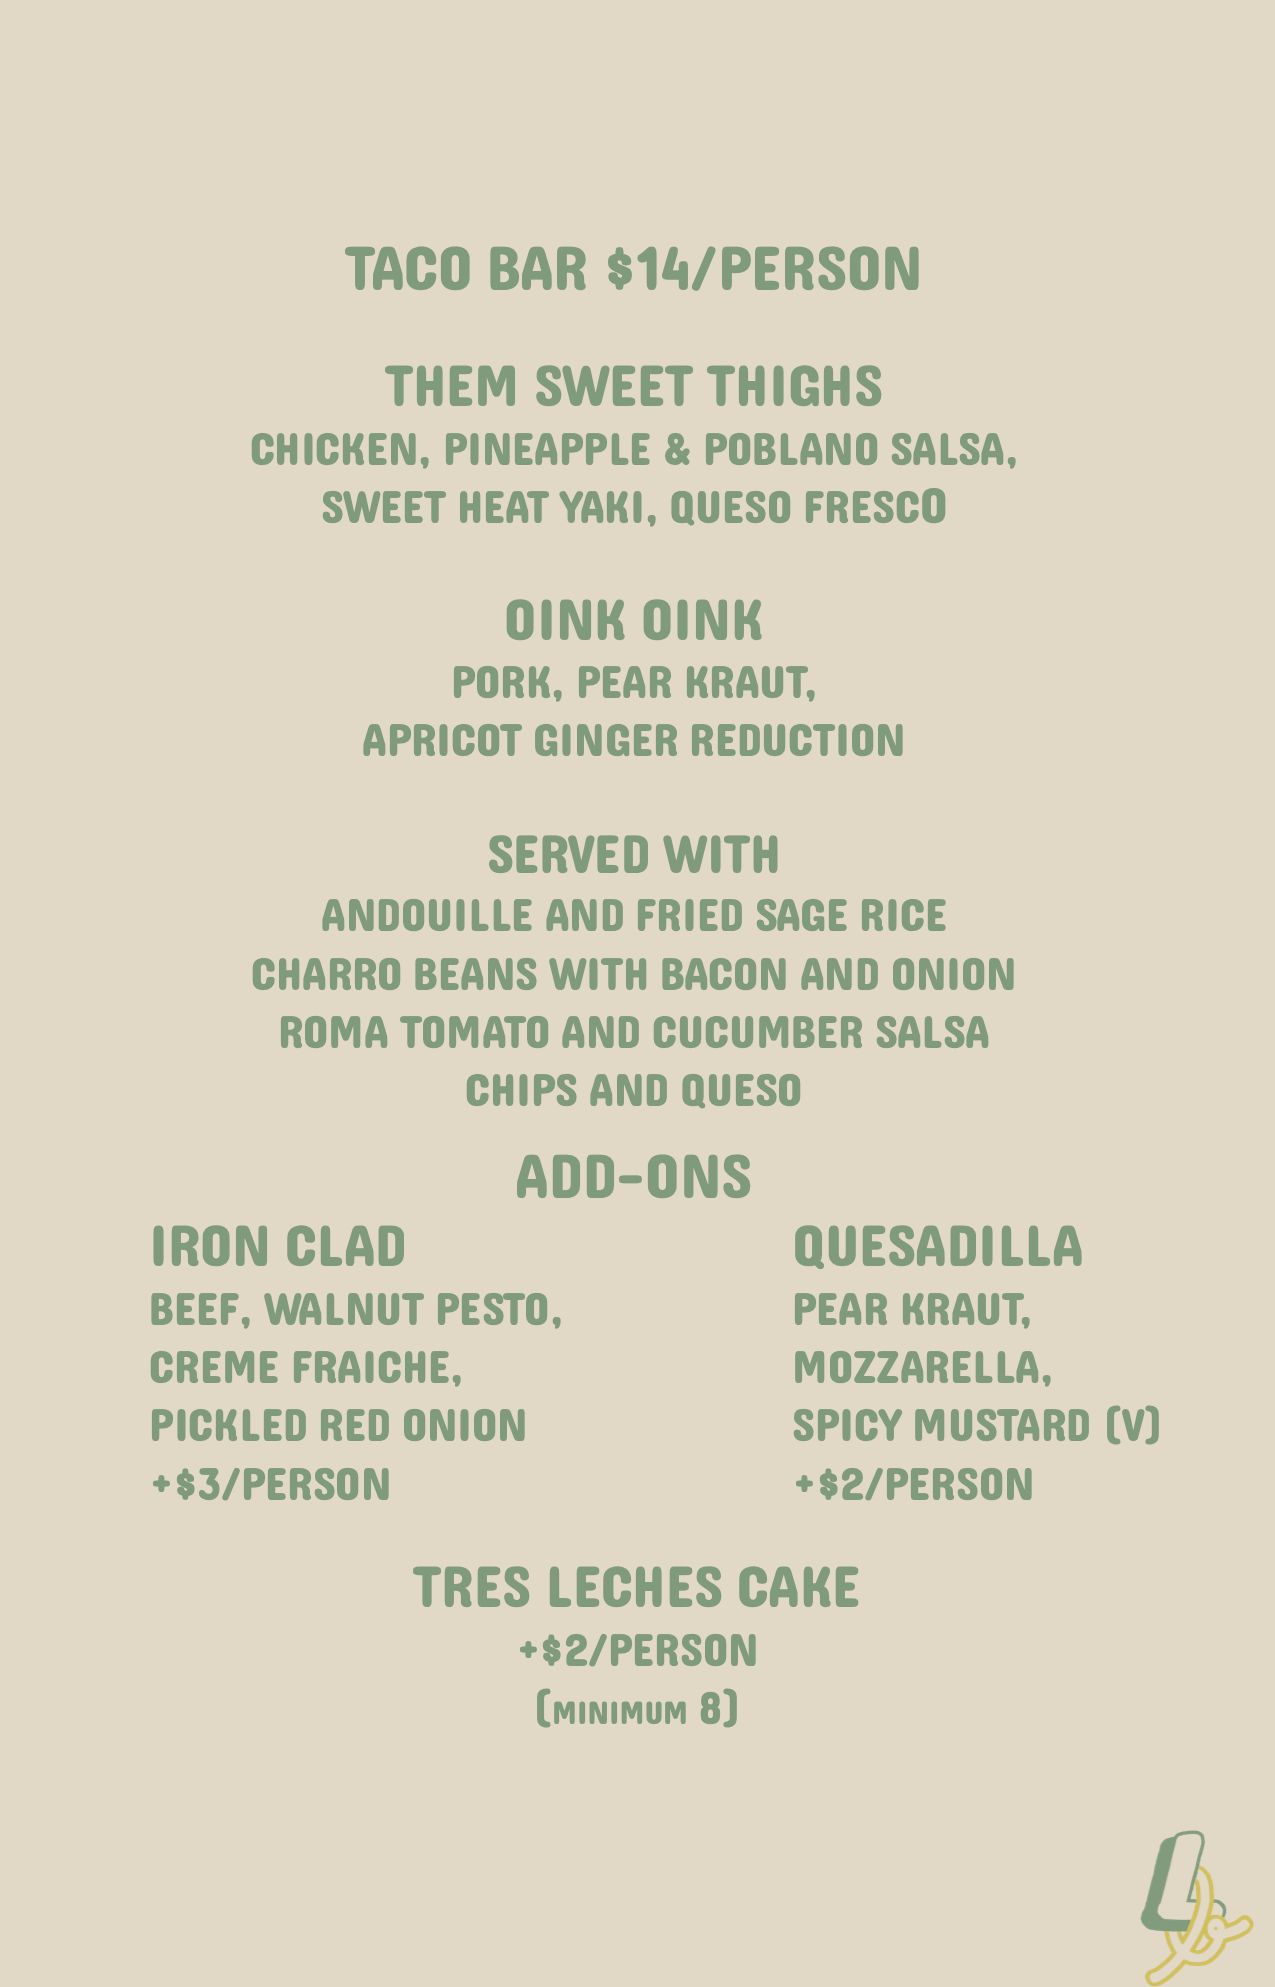 TACO BAR $14/PERSON
THEM SWEET THIGHS
CHICKEN, PINEAPPLE & POBLANO SALSA,
SWEET HEAT YAKI, QUESO FRESCO
OINK OINK
PORK, PEAR KRAUT,
APRICOT GINGER REDUCTION
SERVED WITH
ANDOUILLE AND FRIED SAGE RICE
CHARRO BEANS WITH BACON AND ONION
ROMA TOMATO AND CUCUMBER SALSA
CHIPS AND QUESO
ADD-ONS
IRON CLAD
BEEF, WALNUT PESTO,
CREME FRAICHE,
PICKLED RED ONION
+$3/PERSON
QUESADILLA
PEAR KRAUT,
MOZZARELLA,
SPICY MUSTARD (V)
+$2/PERSON
TRES LECHES CAKE
+$2/PERSON
(MINIMUM 8)
L